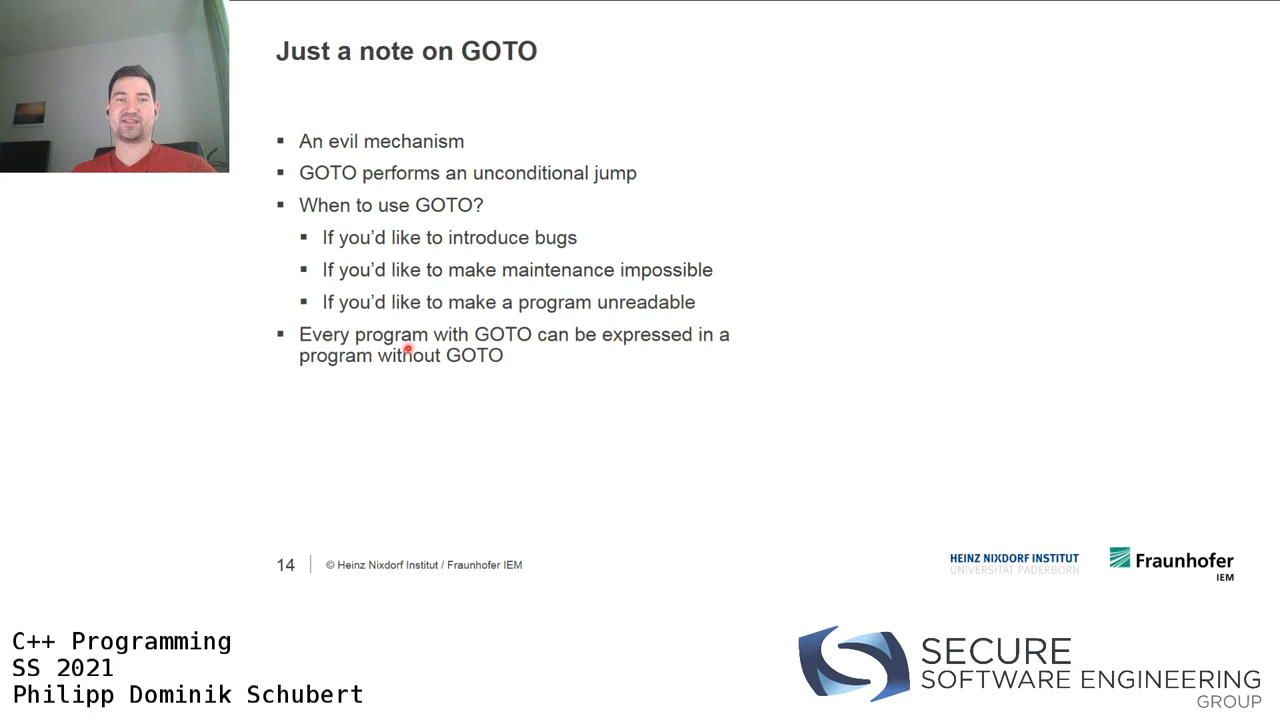 Just a note on GOTO
▪ An evil mechanism
▪ GOTO performs an unconditional jump
▪ When to use GOTO?
▪ If you’d like to introduce bugs
▪ If you’d like to make maintenance impossible
▪ If you’d like to make a program unreadable
▪ Every program with GOTO can be expressed in a
program without GOTO
14 | © Heinz Nixdorf Institut / Fraunhofer IEM
HEINZ NIXDORF INSTITUT
UNIVERSITÄT PADERBORN
Fraunhofer
IEM
C++ Programming
SS 2021
Philipp Dominik Schubert
SECURE
SOFTWARE ENGINEERING
GROUP